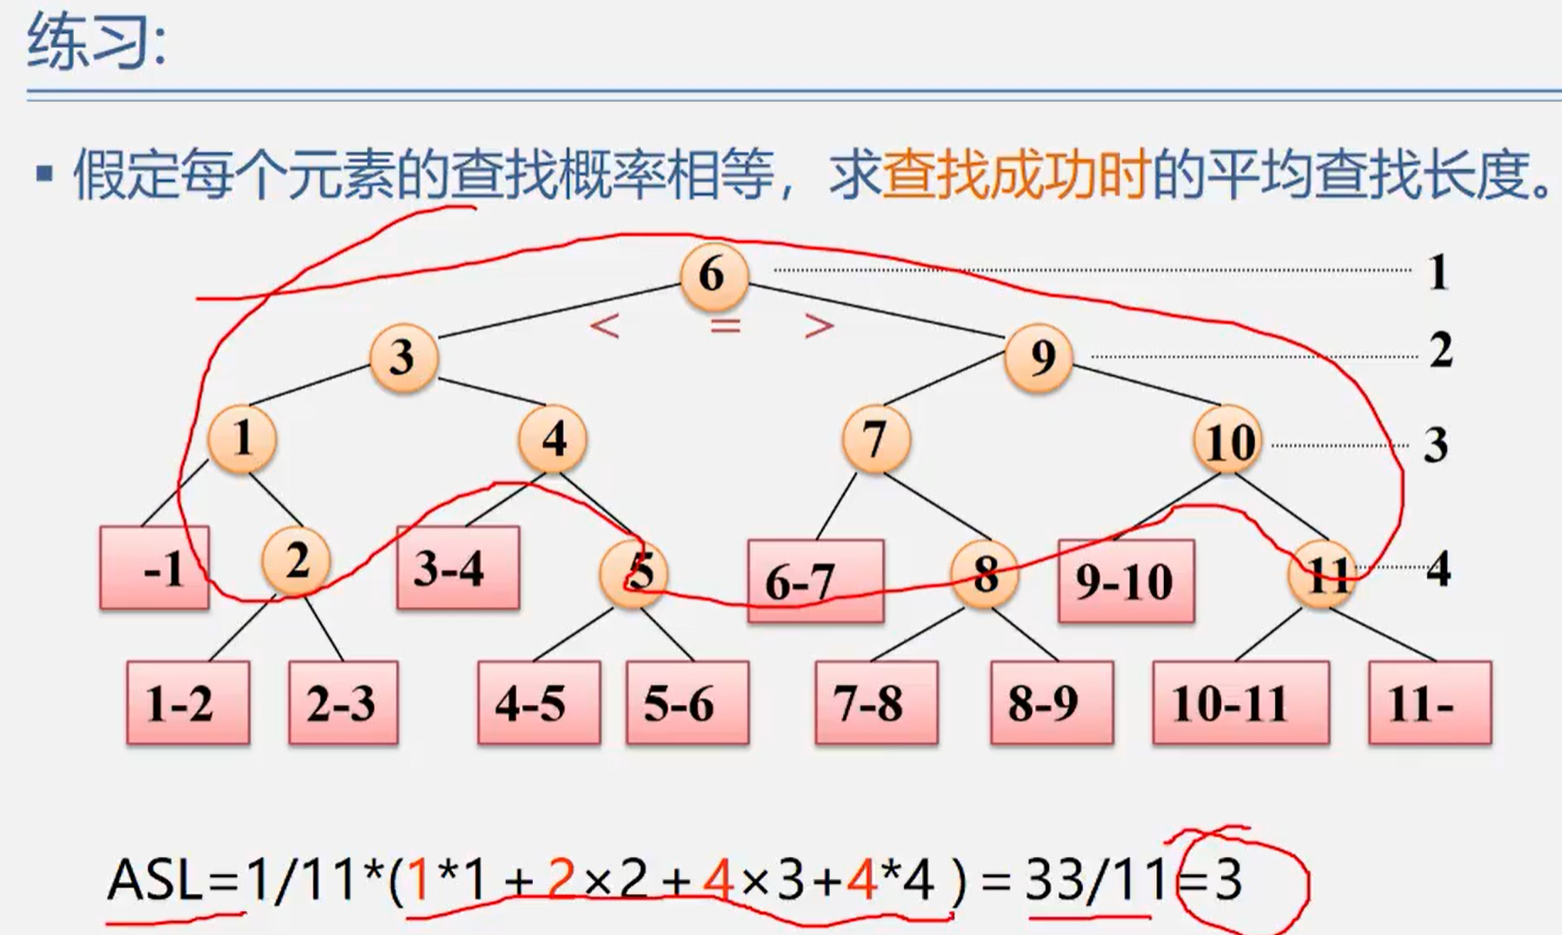 练习:
▪ 假定每个元素的查找概率相等，求查找成功时的平均查找长度。
6 1
< = >
3 9 2
1 4 7 10 3
-1 2 3-4 5 6-7 8 9-10 11 4
1-2 2-3 4-5 5-6 7-8 8-9 10-11 11-
ASL=1/11*(1*1+2×2+4×3+4*4)=33/11=3